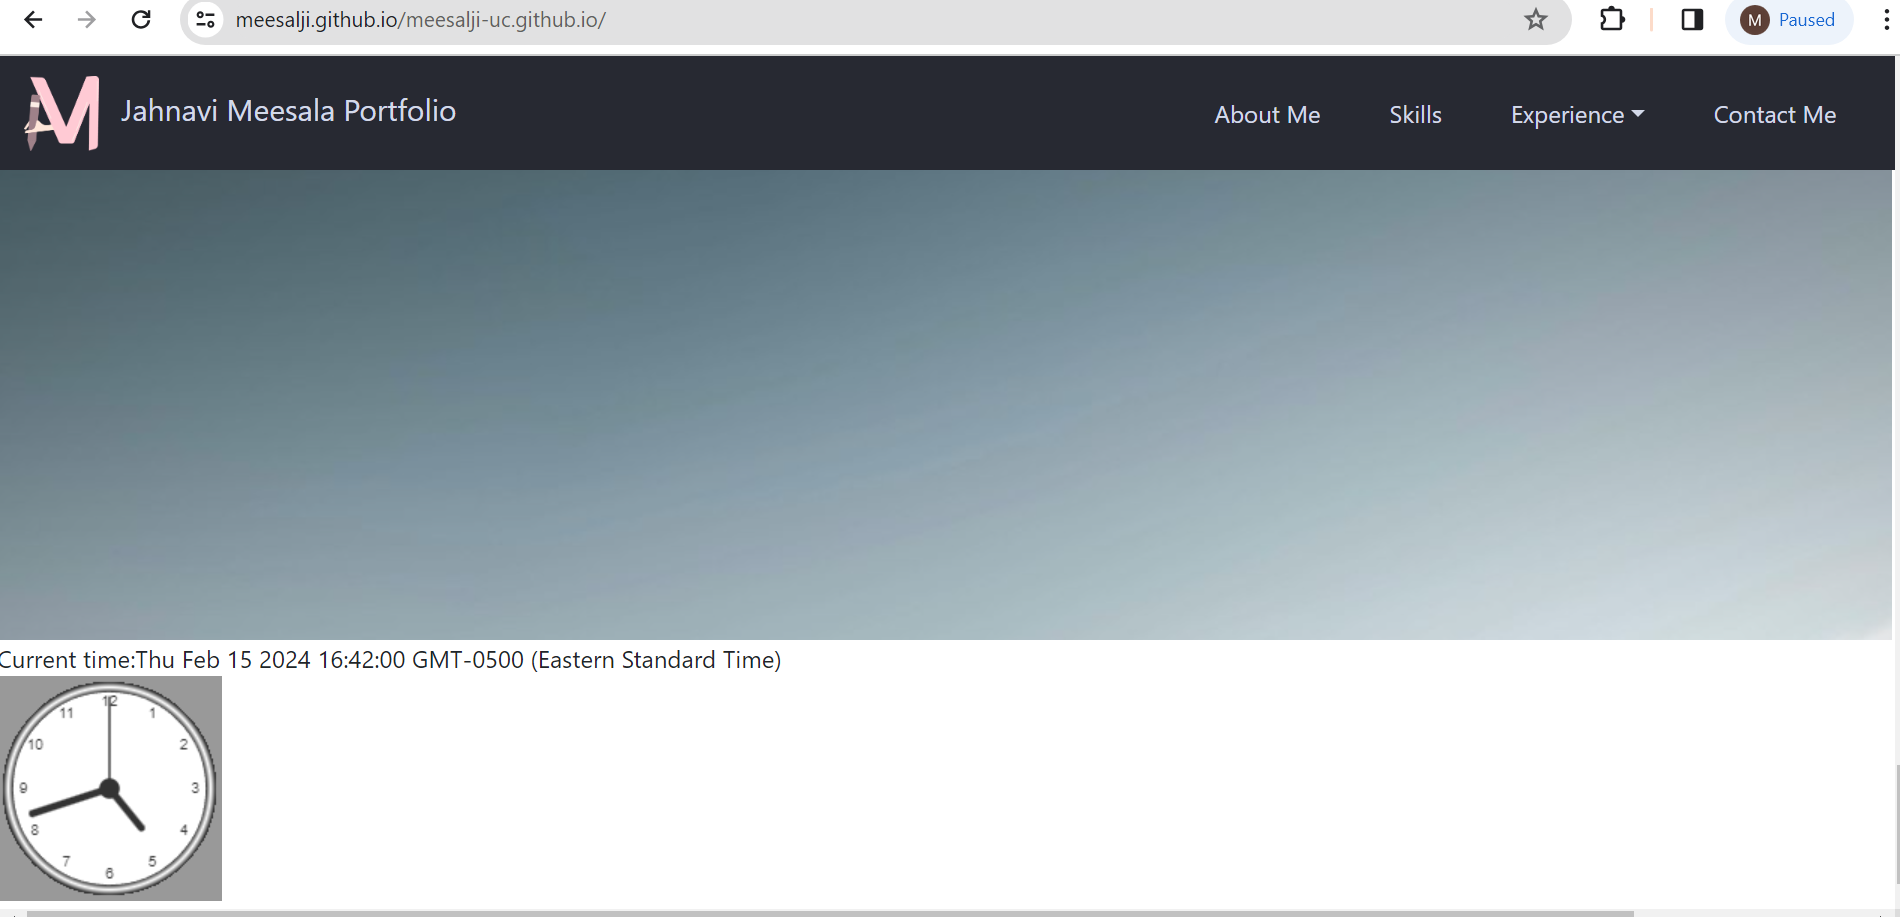 meesalji.github.io/meesalji-uc.github.io/
M Paused
M Jahnavi Meesala Portfolio
About Me Skills Experience Contact Me
Current time:Thu Feb 15 2024 16:42:00 GMT-0500 (Eastern Standard Time)
12
11 1
10 2
9 3
8 4
7 5
6